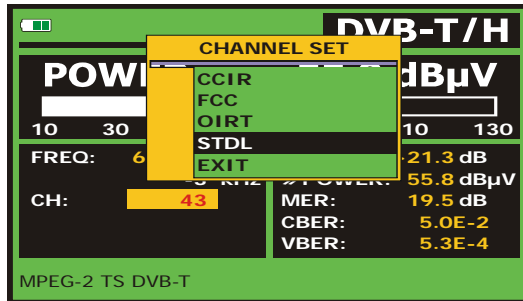 DVB-T/H
CHANNEL SET
POW dBµV
CCIR
FCC
OIRT
STDL
EXIT
10 30 10 130
FREQ: 6 21.3 dB
POWER: 55.8 dBµV
CH: 43 MER: 19.5 dB
CBER: 5.0E-2
VBER: 5.3E-4
MPEG-2 TS DVB-T